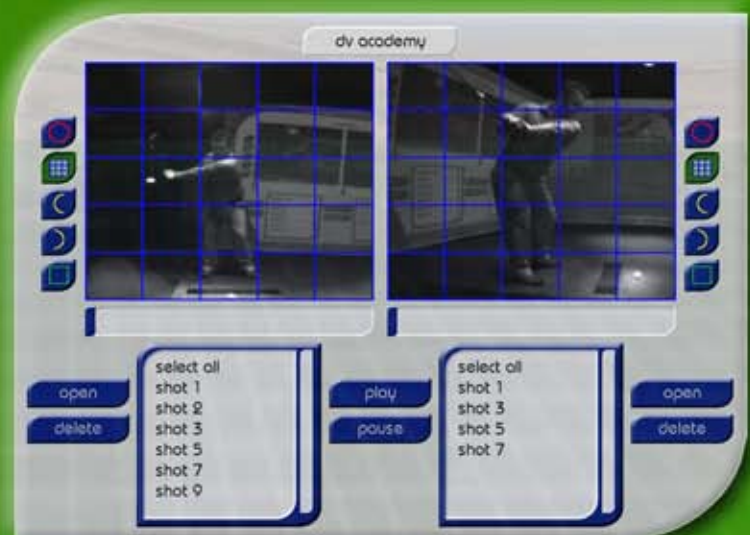 dv academy
open
delete
select all
shot 1
shot 2
shot 3
shot 5
shot 7
shot 9
play
pause
select all
shot 1
shot 3
shot 5
shot 7
open
delete